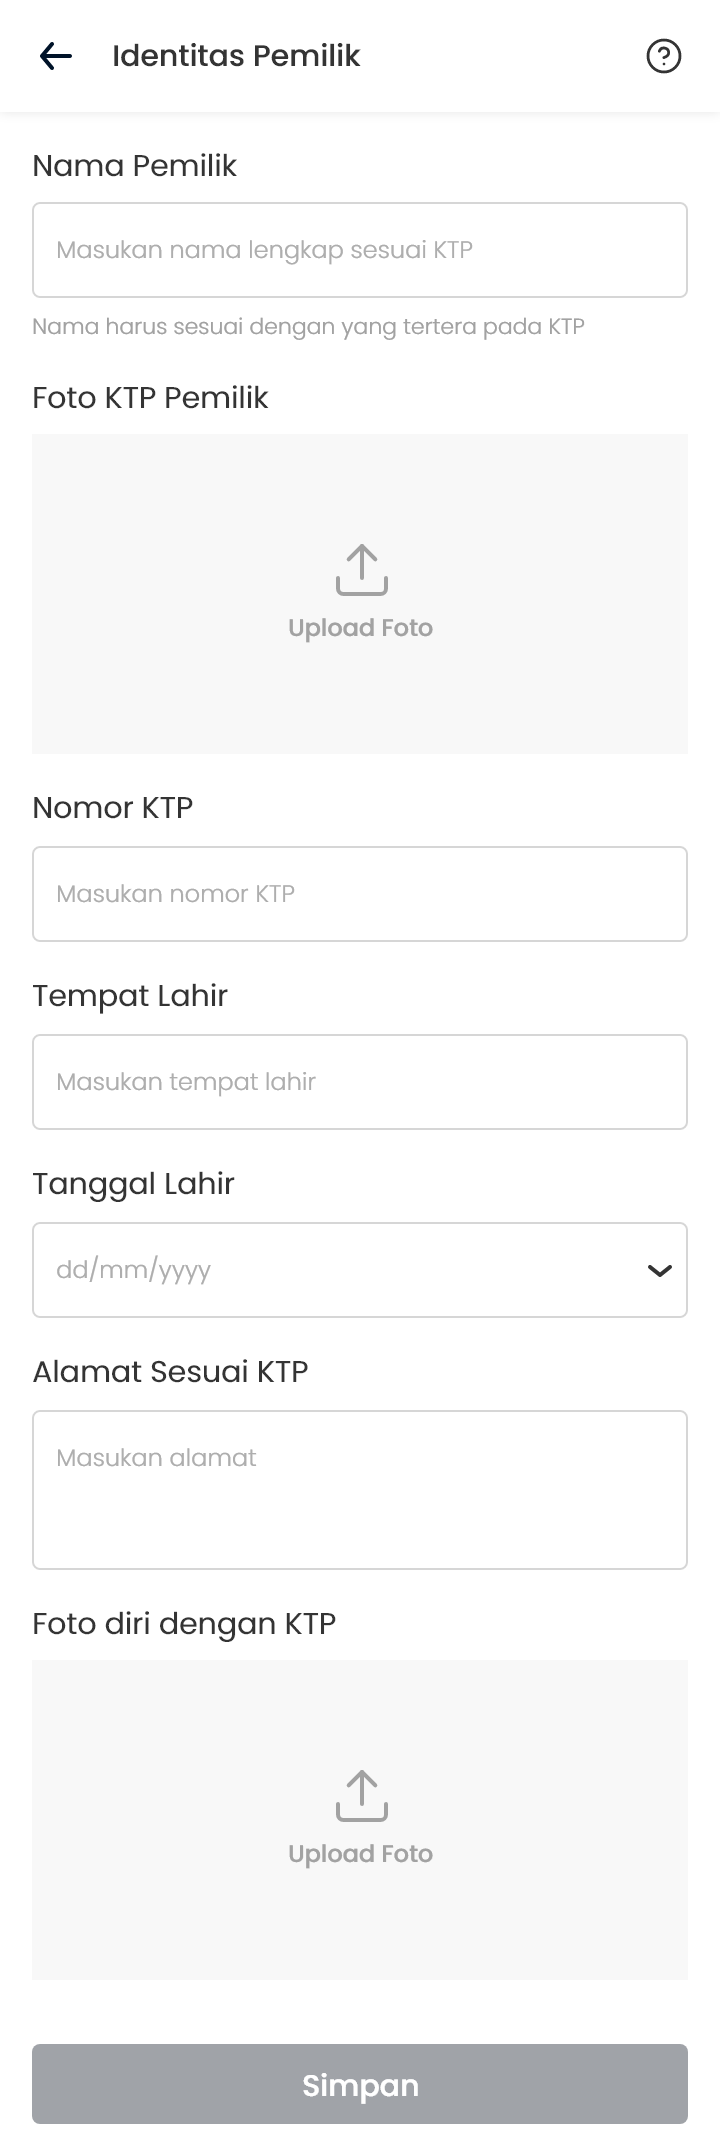 Identitas Pemilik
Nama Pemilik
Masukan nama lengkap sesuai KTP
Nama harus sesuai dengan yang tertera pada KTP
Foto KTP Pemilik
Upload Foto
Nomor KTP
Masukan nomor KTP
Tempat Lahir
Masukan tempat lahir
Tanggal Lahir
dd/mm/yyyy
Alamat Sesuai KTP
Masukan alamat
Foto diri dengan KTP
Upload Foto
Simpan